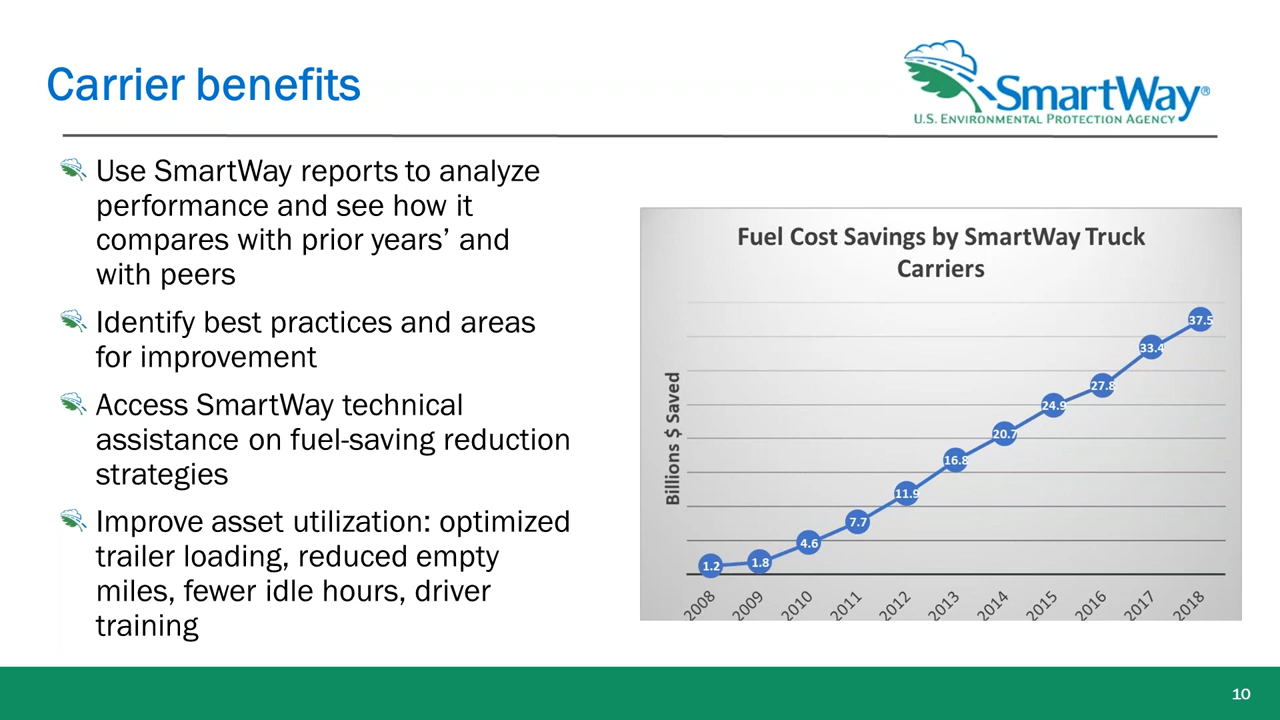 Carrier benefits
SmartWay®
U.S. ENVIRONMENTAL PROTECTION AGENCY
Use SmartWay reports to analyze
performance and see how it
compares with prior years’ and
with peers
Identify best practices and areas
for improvement
Access SmartWay technical
assistance on fuel-saving reduction
strategies
Improve asset utilization: optimized
trailer loading, reduced empty
miles, fewer idle hours, driver
training
Fuel Cost Savings by SmartWay Truck
Carriers
Billions $ Saved
1.2 1.8 4.6 7.7 11.9 16.8 20.7 24.9 27.8 33.4 37.5
2008 2009 2010 2011 2012 2013 2014 2015 2016 2017 2018
10